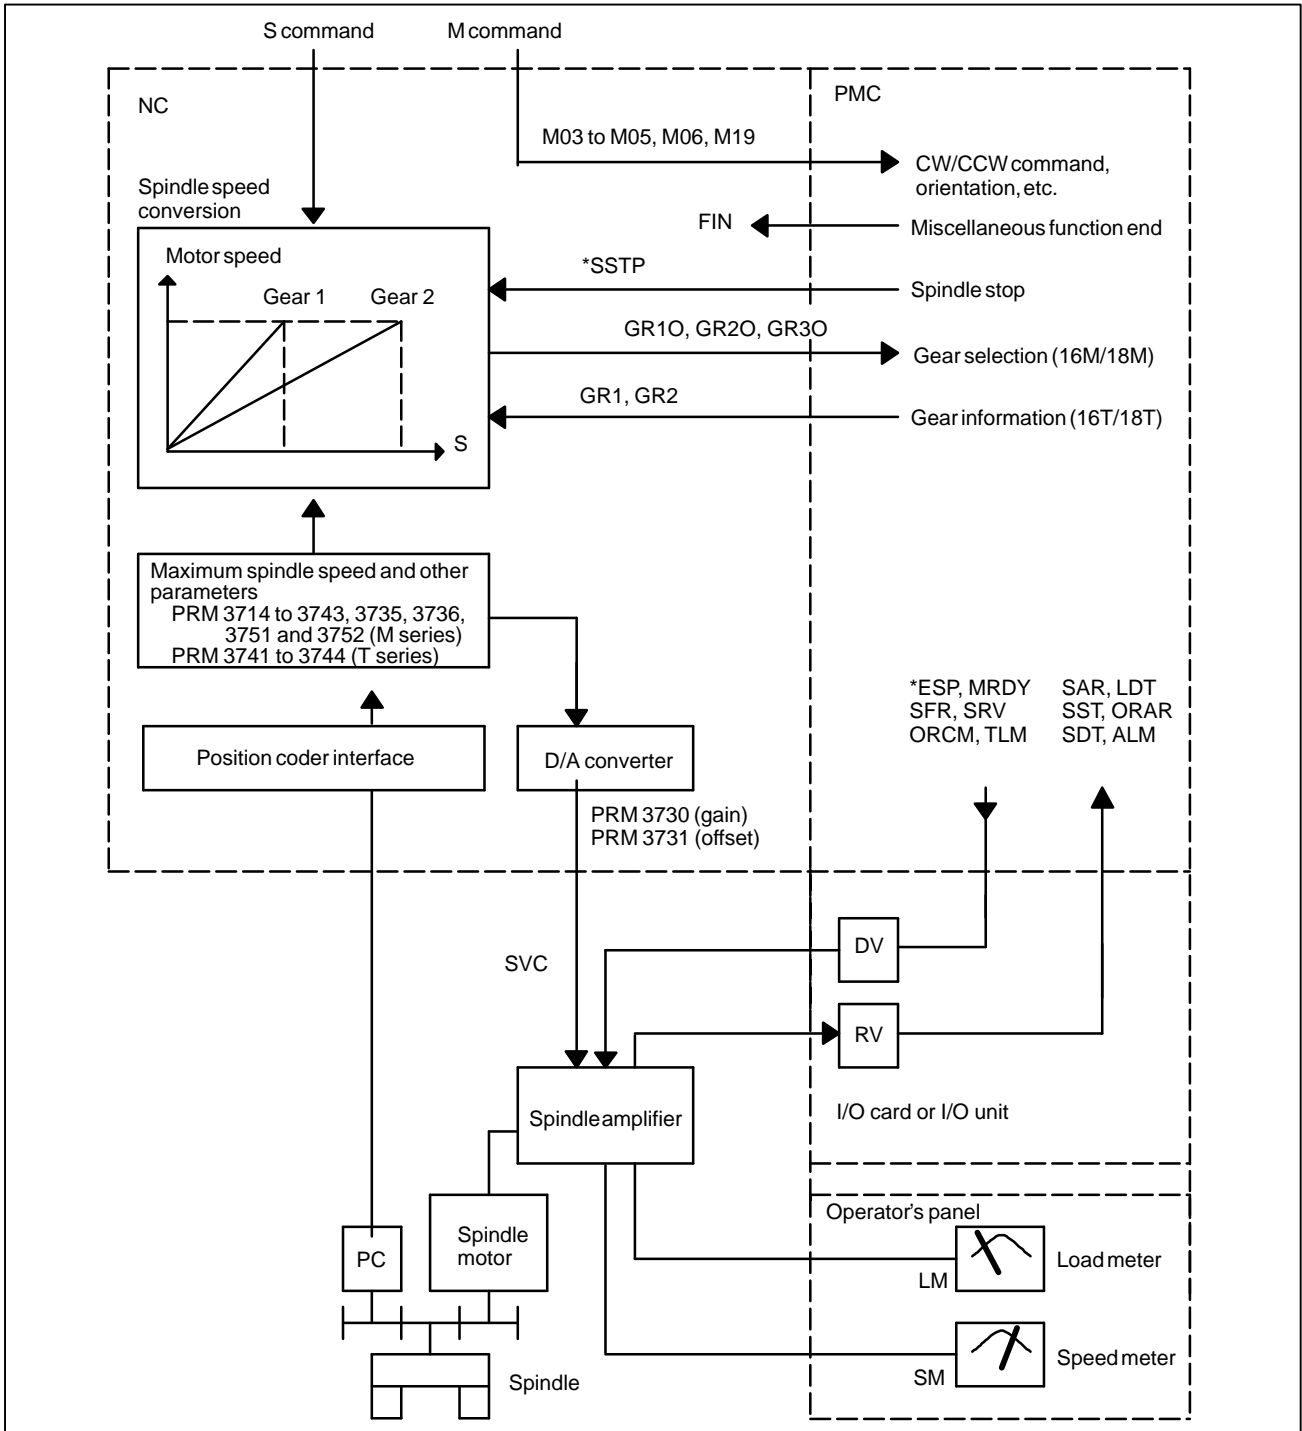 S command
M command
NC
PMC
M03 to M05, M06, M19
CW/CCW command,
orientation, etc.
Spindle speed
conversion
FIN
Miscellaneous function end
Motor speed
Gear 1
Gear 2
S
*SSTP
Spindle stop
GR1O, GR2O, GR3O
Gear selection (16M/18M)
GR1, GR2
Gear information (16T/18T)
Maximum spindle speed and other
parameters
PRM 3714 to 3743, 3735, 3736,
3751 and 3752 (M series)
PRM 3741 to 3744 (T series)
*ESP, MRDY
SFR, SRV
ORCM, TLM
SAR, LDT
SST, ORAR
SDT, ALM
Position coder interface
D/A converter
PRM 3730 (gain)
PRM 3731 (offset)
SVC
DV
RV
I/O card or I/O unit
Spindle amplifier
Operator's panel
PC
Spindle
motor
LM
Load meter
SM
Speed meter
Spindle